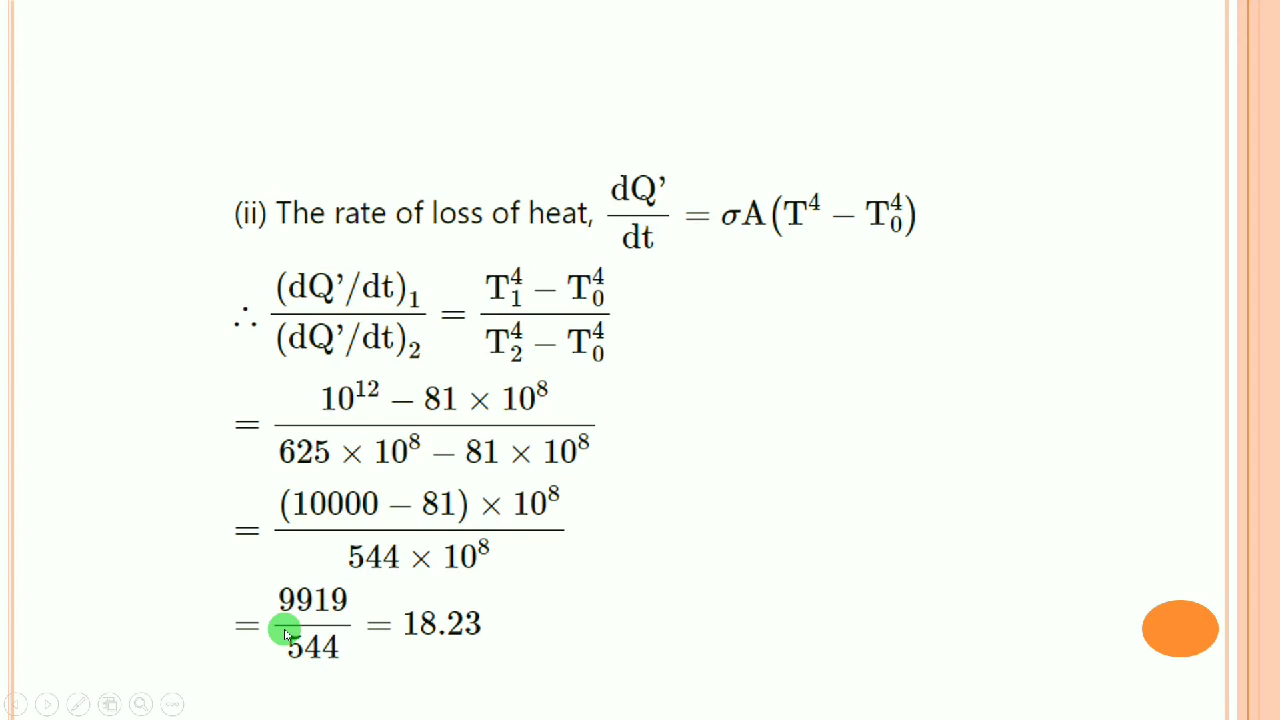 (ii) The rate of loss of heat, dQ’/dt = σA(T⁴ − T₀⁴)
∴ (dQ’/dt)₁/(dQ’/dt)₂ = (T₁⁴ − T₀⁴)/(T₂⁴ − T₀⁴)
= (10¹² − 81 × 10⁸)/(625 × 10⁸ − 81 × 10⁸)
= ((10000 − 81) × 10⁸)/(544 × 10⁸)
= 9919/544 = 18.23